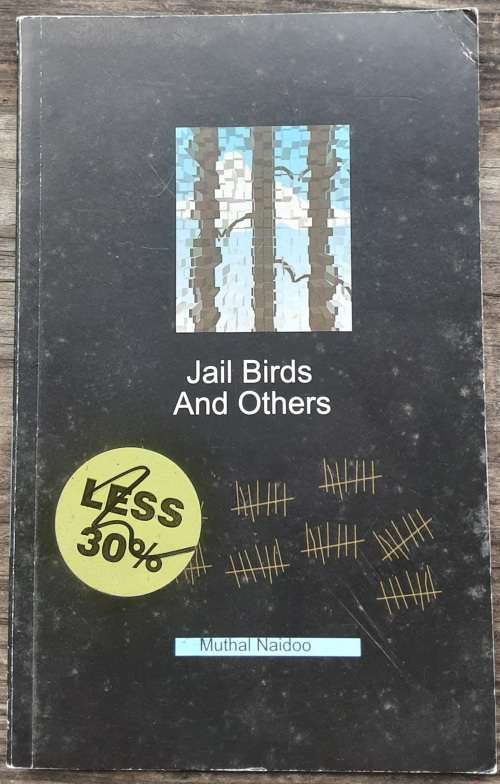 Jail Birds
And Others
LESS
30%
Muthal Naidoo